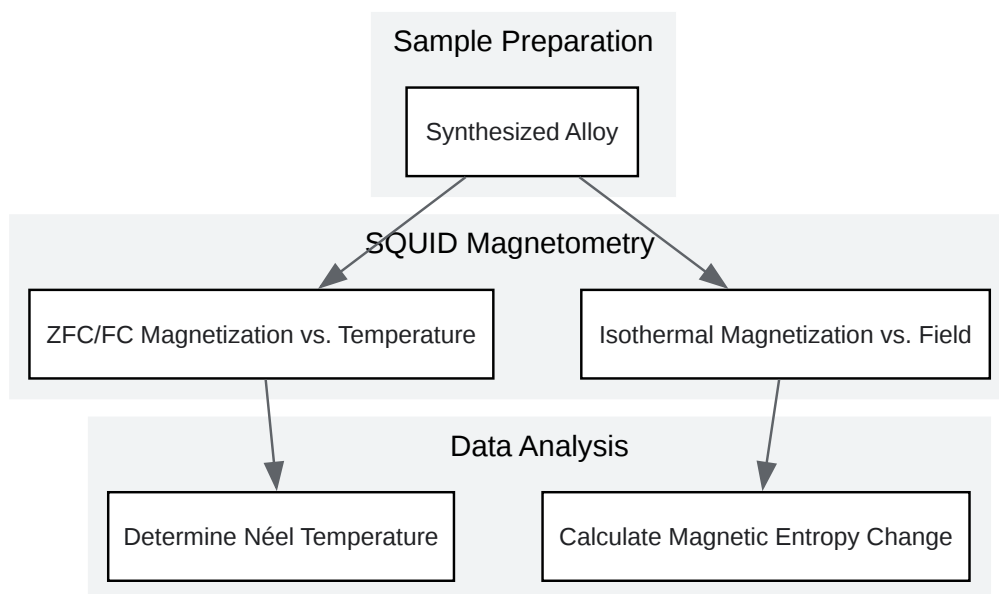 Sample Preparation
Synthesized Alloy
SQUID Magnetometry
ZFC/FC Magnetization vs. Temperature
Isothermal Magnetization vs. Field
Data Analysis
Determine Néel Temperature
Calculate Magnetic Entropy Change